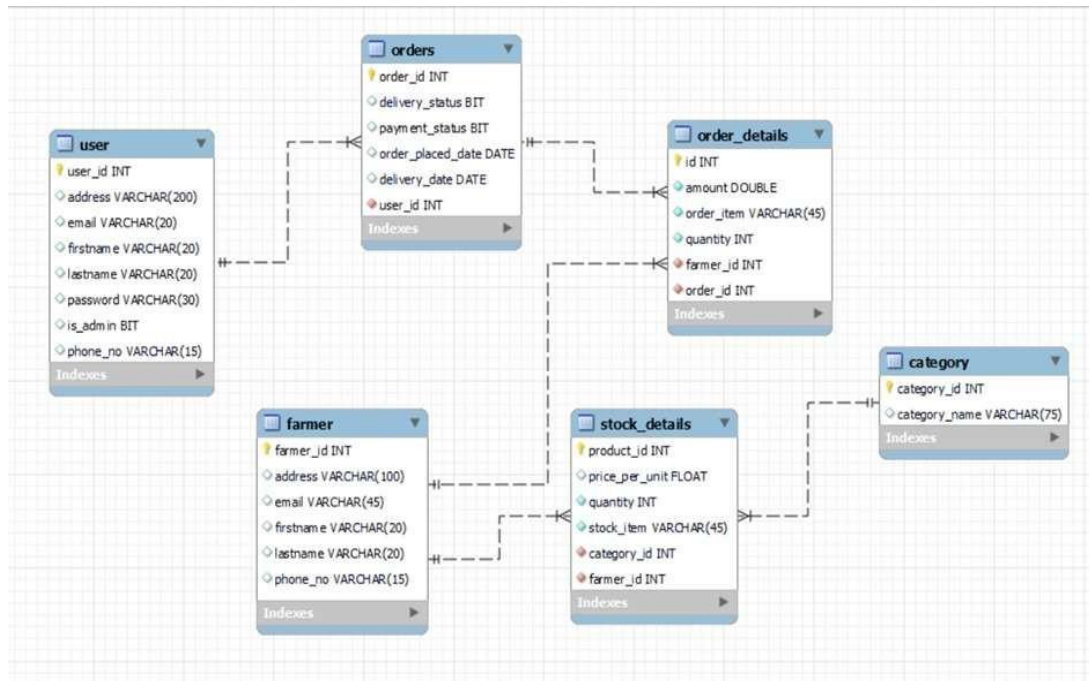 orders
order_id INT
delivery_status BIT
payment_status BIT
order_placed_date DATE
delivery_date DATE
user_id INT
Indexes
user
user_id INT
address VARCHAR(200)
email VARCHAR(20)
firstname VARCHAR(20)
lastname VARCHAR(20)
password VARCHAR(30)
is_admin BIT
phone_no VARCHAR(15)
Indexes
order_details
id INT
amount DOUBLE
order_item VARCHAR(45)
quantity INT
farmer_id INT
order_id INT
Indexes
category
category_id INT
category_name VARCHAR(75)
Indexes
farmer
farmer_id INT
address VARCHAR(100)
email VARCHAR(45)
firstname VARCHAR(20)
lastname VARCHAR(20)
phone_no VARCHAR(15)
Indexes
stock_details
product_id INT
price_per_unit FLOAT
quantity INT
stock_item VARCHAR(45)
category_id INT
farmer_id INT
Indexes